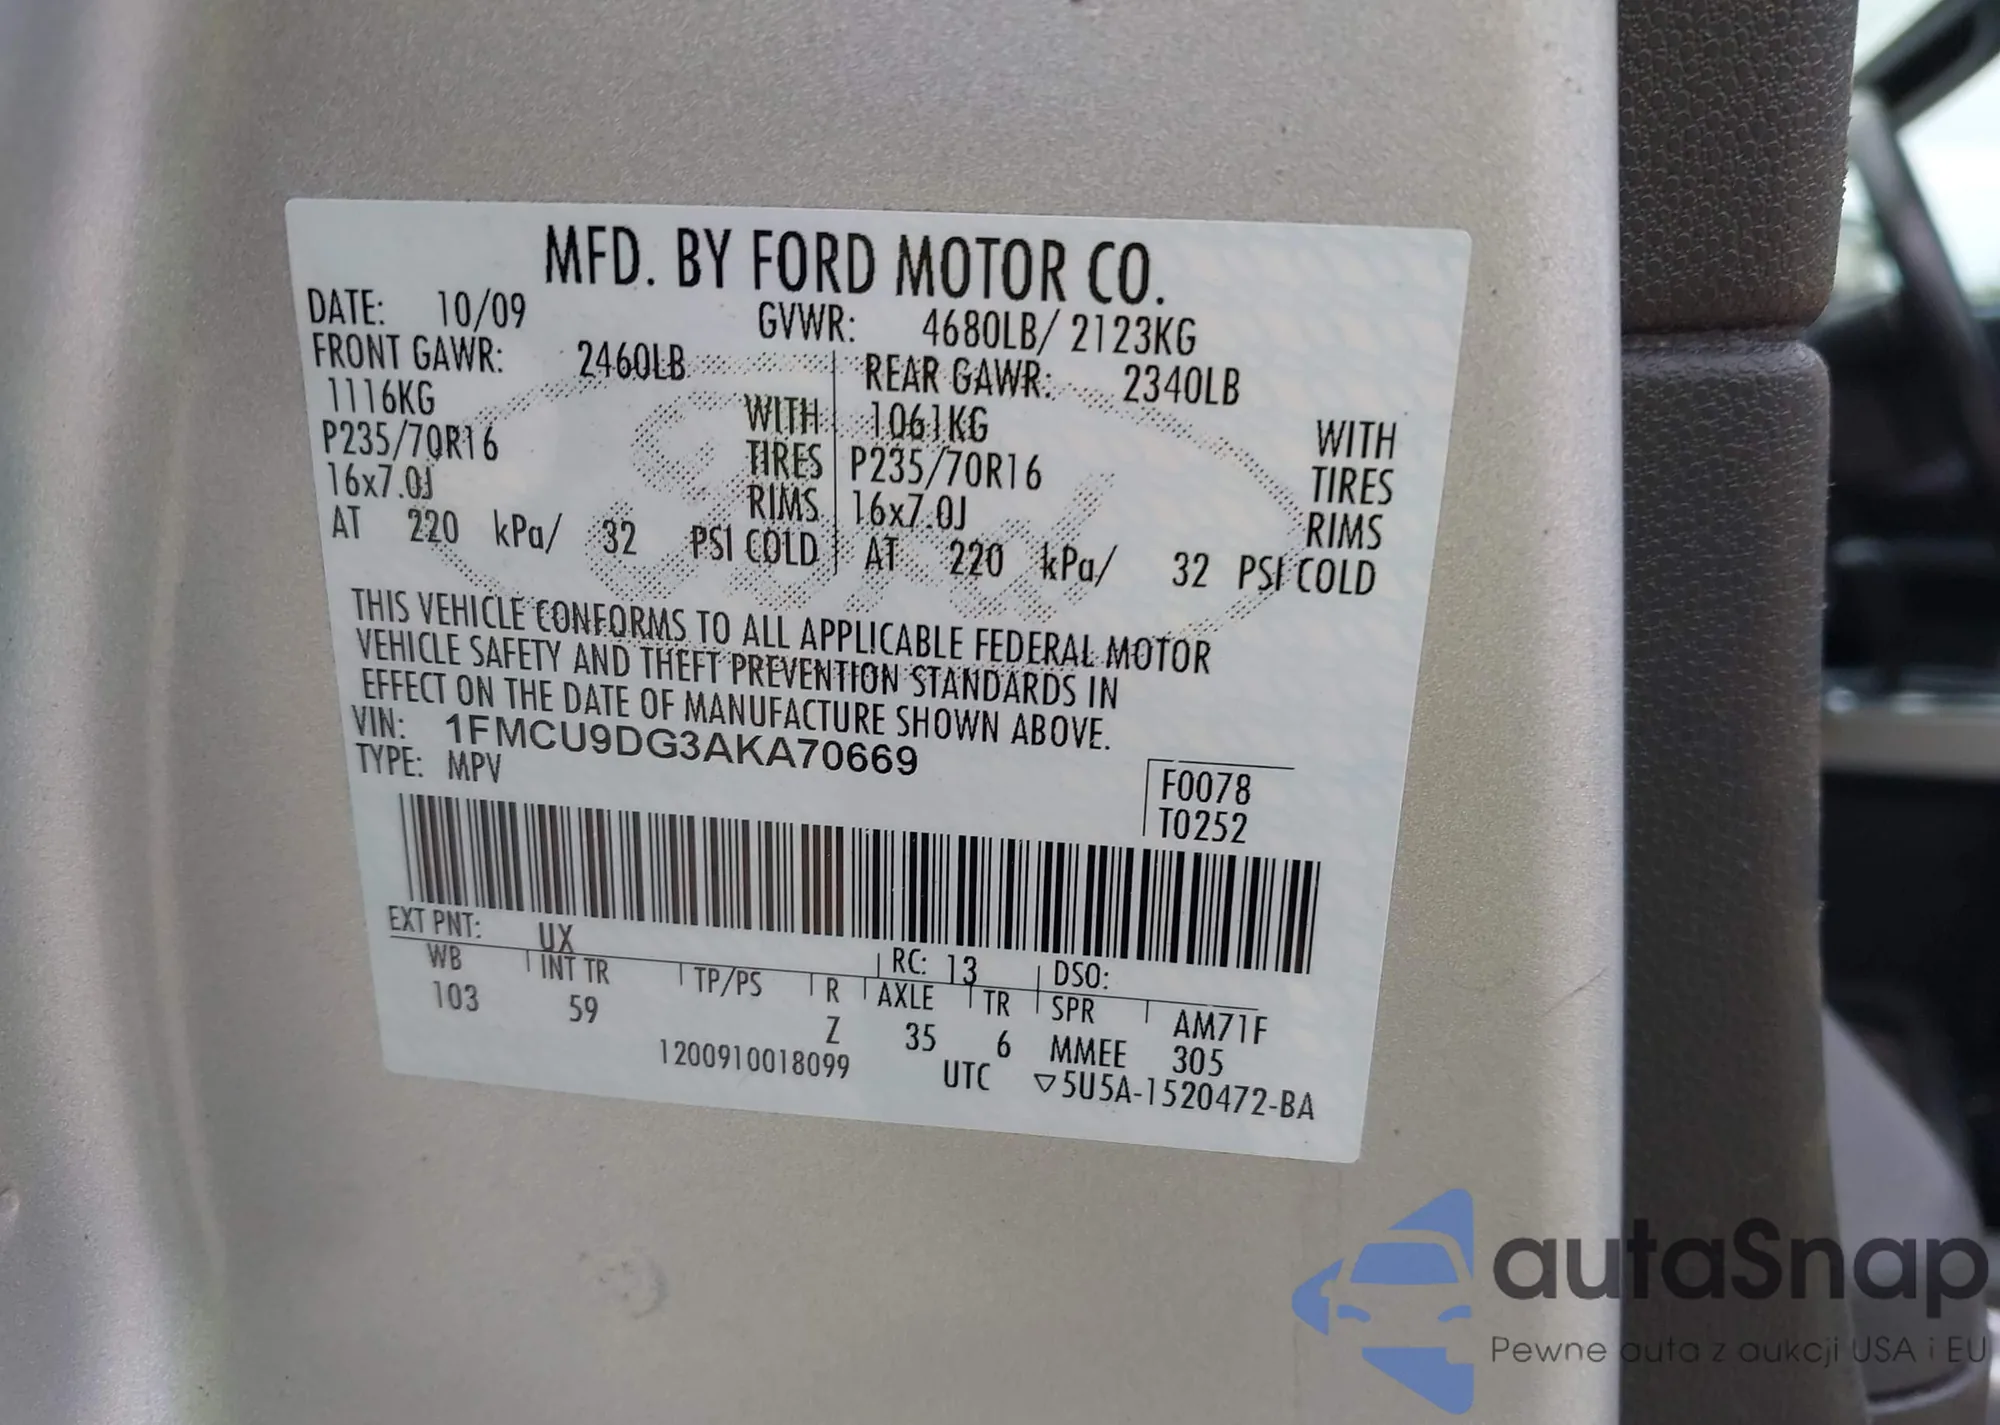 MFD. BY FORD MOTOR CO.
DATE: 10/09 GVWR: 4680LB/ 2123KG
FRONT GAWR: 2460LB REAR GAWR: 2340LB
1116KG WITH 1061KG WITH
P235/70R16 TIRES P235/70R16 TIRES
16x7.0J RIMS 16x7.0J RIMS
AT 220 kPa/ 32 PSI COLD AT 220 kPa/ 32 PSI COLD
THIS VEHICLE CONFORMS TO ALL APPLICABLE FEDERAL MOTOR
VEHICLE SAFETY AND THEFT PREVENTION STANDARDS IN
EFFECT ON THE DATE OF MANUFACTURE SHOWN ABOVE.
VIN: 1FMCU9DG3AKA70669
TYPE: MPV
F0078
T0252
EXT PNT: UX RC: 13 DSO:
WB INT TR TP/PS R AXLE TR SPR AM71F
103 59 Z 35 6 MMEE 305
1200910018099 UTC ▽5U5A-1520472-BA
autaSnap
Pewne auta z aukcji USA i EU